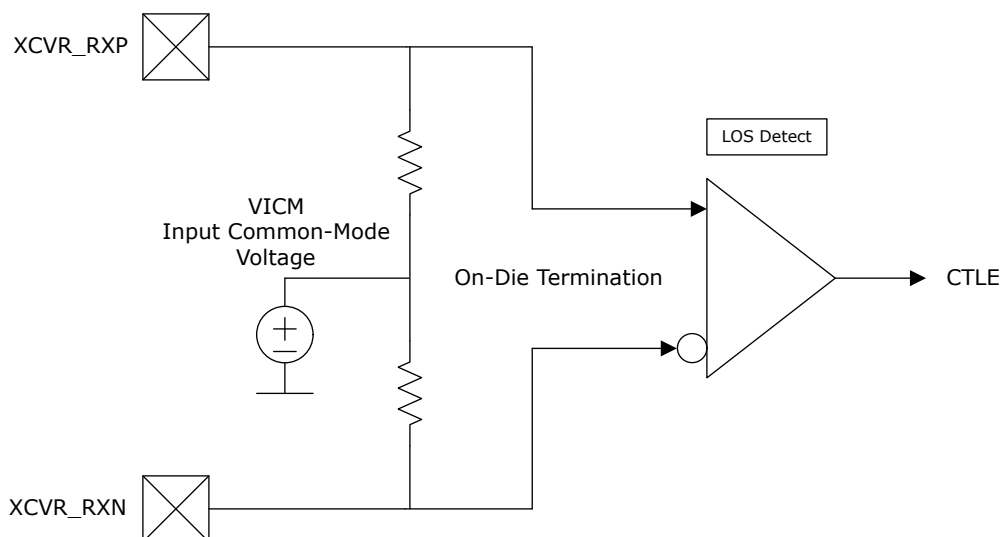 XCVR_RXP
LOS Detect
VICM
Input Common-Mode
Voltage
On-Die Termination
CTLE
XCVR_RXN